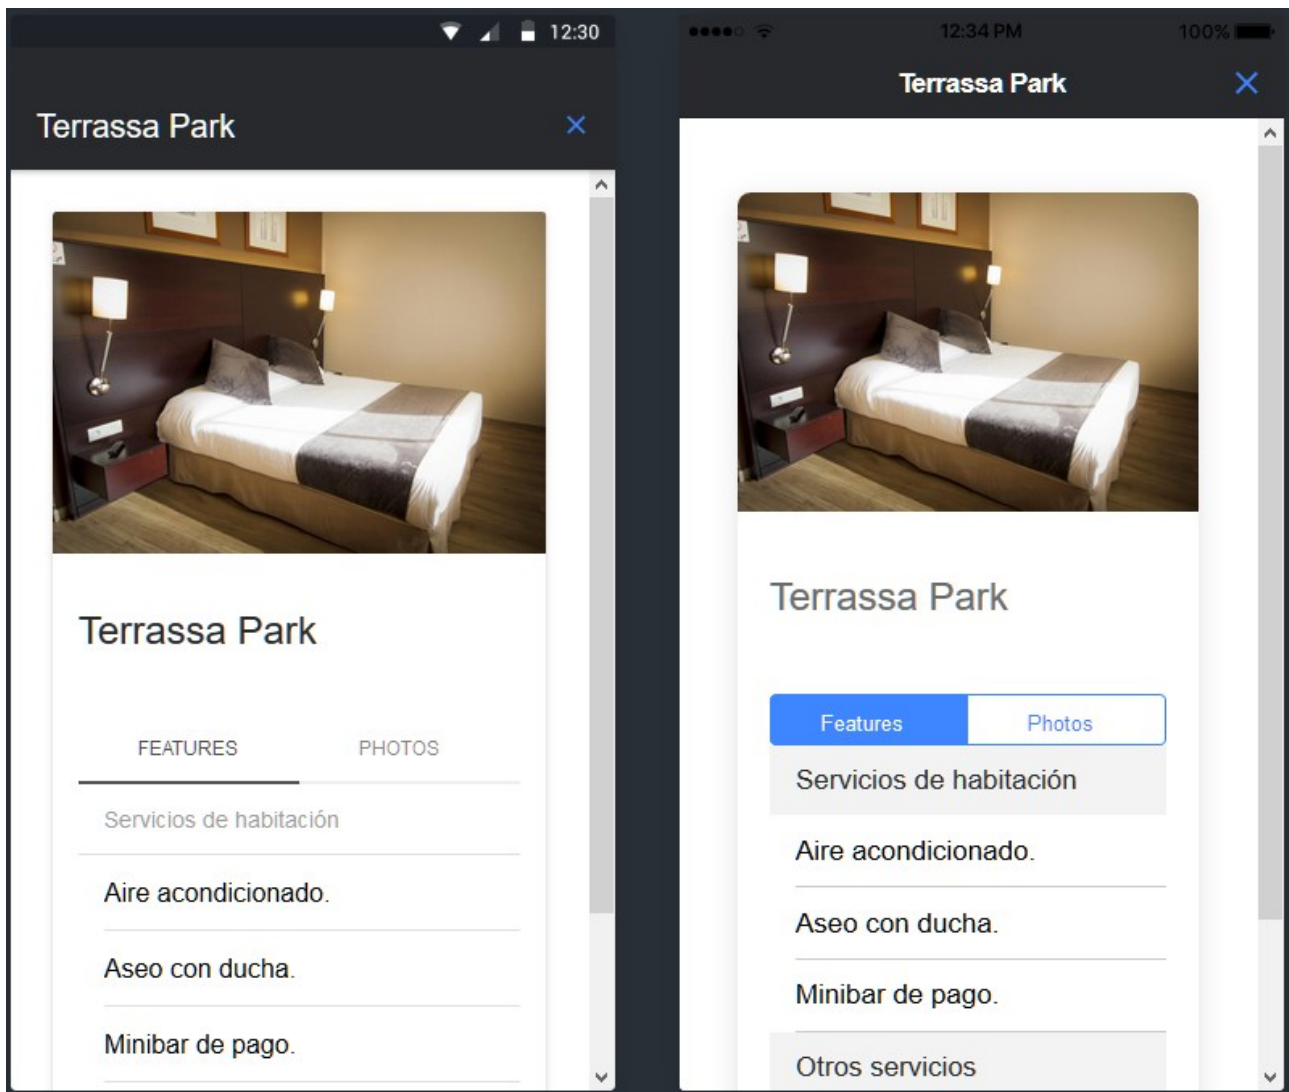 12:30
Terrassa Park
Terrassa Park
FEATURES PHOTOS
Servicios de habitación
Aire acondicionado.
Aseo con ducha.
Minibar de pago.
12:34 PM 100%
Terrassa Park
Terrassa Park
Features Photos
Servicios de habitación
Aire acondicionado.
Aseo con ducha.
Minibar de pago.
Otros servicios